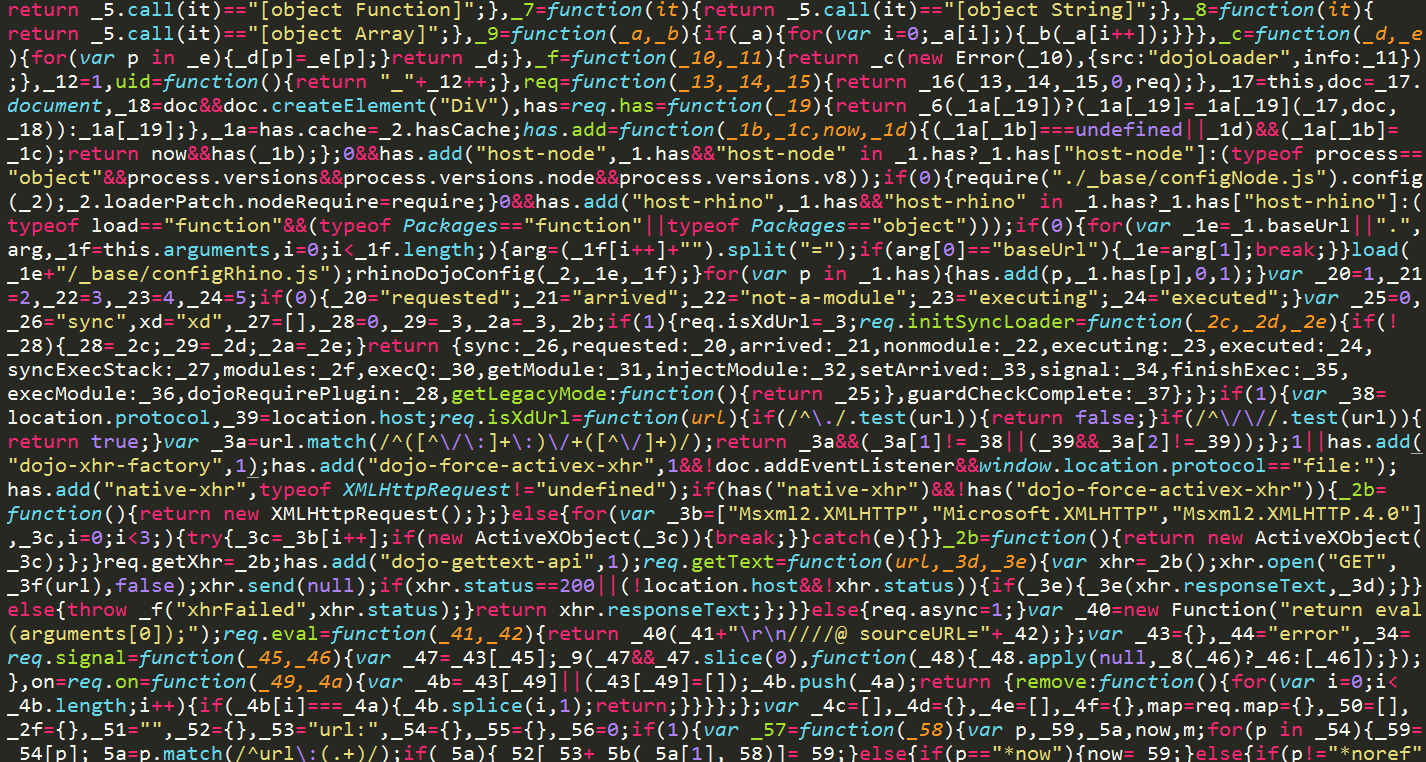 return _5.call(it)=="[object Function]";},_7=function(it){return _5.call(it)=="[object String]";},_8=function(it){
return _5.call(it)=="[object Array]";},_9=function(_a,_b){if(_a){for(var i=0;_a[i];){_b(_a[i++]);}}},_c=function(_d,_e
){for(var p in _e){_d[p]=_e[p];}return _d;},_f=function(_10,_11){return _c(new Error(_10),{src:"dojoLoader",info:_11})
;},_12=1,uid=function(){return "_"+_12++;},req=function(_13,_14,_15){return _16(_13,_14,_15,0,req);},_17=this,doc=_17.
document,_18=doc&&doc.createElement("DiV"),has=req.has=function(_19){return _6(_1a[_19])?(_1a[_19]=_1a[_19](_17,doc,
_18)):_1a[_19];},_1a=has.cache=_2.hasCache;has.add=function(_1b,_1c,now,_1d){(_1a[_1b]===undefined||_1d)&&(_1a[_1b]=
_1c);return now&&has(_1b);};0&&has.add("host-node",_1.has&&"host-node" in _1.has?_1.has["host-node"]:(typeof process==
"object"&&process.versions&&process.versions.node&&process.versions.v8));if(0){require("./_base/configNode.js").config
(_2);_2.loaderPatch.nodeRequire=require;}0&&has.add("host-rhino",_1.has&&"host-rhino" in _1.has?_1.has["host-rhino"]:(
typeof load=="function"&&(typeof Packages=="function"||typeof Packages=="object")));if(0){for(var _1e=_1.baseUrl||".",
arg,_1f=this.arguments,i=0;i<_1f.length;){arg=(_1f[i++]+"").split("=");if(arg[0]=="baseUrl"){_1e=arg[1];break;}}load(
_1e+"/_base/configRhino.js");rhinoDojoConfig(_2,_1e,_1f);}for(var p in _1.has){has.add(p,_1.has[p],0,1);}var _20=1,_21
=2,_22=3,_23=4,_24=5;if(0){_20="requested";_21="arrived";_22="not-a-module";_23="executing";_24="executed";}var _25=0,
_26="sync",xd="xd",_27=[],_28=0,_29=_3,_2a=_3,_2b;if(1){req.isXdUrl=_3;req.initSyncLoader=function(_2c,_2d,_2e){if(!
_28){_28=_2c;_29=_2d;_2a=_2e;}return {sync:_26,requested:_20,arrived:_21,nonmodule:_22,executing:_23,executed:_24,
syncExecStack:_27,modules:_2f,execQ:_30,getModule:_31,injectModule:_32,setArrived:_33,signal:_34,finishExec:_35,
execModule:_36,dojoRequirePlugin:_28,getLegacyMode:function(){return _25;},guardCheckComplete:_37};};if(1){var _38=
location.protocol,_39=location.host;req.isXdUrl=function(url){if(/^\./.test(url)){return false;}if(/^\/\//.test(url)){
return true;}var _3a=url.match(/^([^\/\:]+\:)\/+([^\/]+)/);return _3a&&(_3a[1]!=_38||(_39&&_3a[2]!=_39));};1||has.add(
"dojo-xhr-factory",1);has.add("dojo-force-activex-xhr",1&&!doc.addEventListener&&window.location.protocol=="file:");
has.add("native-xhr",typeof XMLHttpRequest!="undefined");if(has("native-xhr")&&!has("dojo-force-activex-xhr")){_2b=
function(){return new XMLHttpRequest();};}else{for(var _3b=["Msxml2.XMLHTTP","Microsoft.XMLHTTP","Msxml2.XMLHTTP.4.0"]
,_3c,i=0;i<3;){try{_3c=_3b[i++];if(new ActiveXObject(_3c)){break;}}catch(e){}}_2b=function(){return new ActiveXObject(
_3c);};}req.getXhr=_2b;has.add("dojo-gettext-api",1);req.getText=function(url,_3d,_3e){var xhr=_2b();xhr.open("GET",
_3f(url),false);xhr.send(null);if(xhr.status==200||(!location.host&&!xhr.status)){if(_3e){_3e(xhr.responseText,_3d);}}
else{throw _f("xhrFailed",xhr.status);}return xhr.responseText;};}}else{req.async=1;}var _40=new Function("return eval
(arguments[0]);");req.eval=function(_41,_42){return _40(_41+"\r\n////@ sourceURL="+_42);};var _43={},_44="error",_34=
req.signal=function(_45,_46){var _47=_43[_45];_9(_47&&_47.slice(0),function(_48){_48.apply(null,_8(_46)?_46:[_46]);});
},on=req.on=function(_49,_4a){var _4b=_43[_49]||(_43[_49]=[]);_4b.push(_4a);return {remove:function(){for(var i=0;i<
_4b.length;i++){if(_4b[i]===_4a){_4b.splice(i,1);return;}}}};};var _4c=[],_4d={},_4e=[],_4f={},map=req.map={},_50=[],
_2f={},_51="",_52={},_53="url:",_54={},_55={},_56=0;if(1){var _57=function(_58){var p,_59,_5a,now,m;for(p in _54){_59=
_54[p];_5a=p.match(/^url\:(.+)/);if(_5a){_52[_53+_5b(_5a[1],_58)]=_59;}else{if(p=="*now"){now=_59;}else{if(p!="*noref"